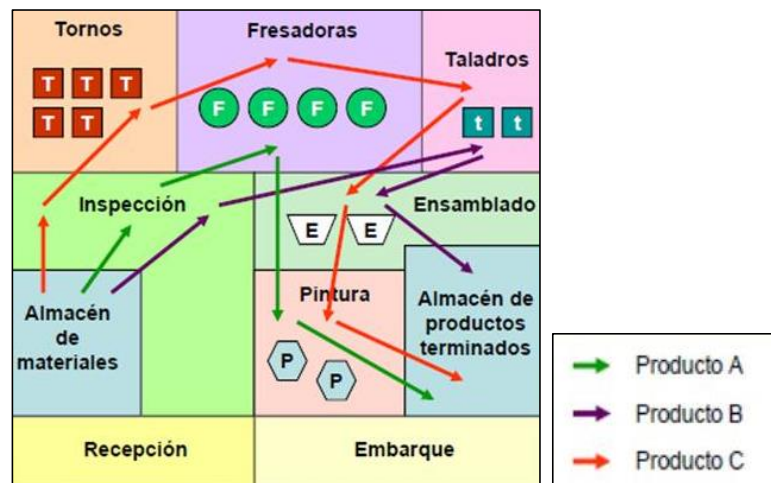 Tornos
Fresadoras
Taladros
T T T
T T
F F F F
t t
Inspección
Ensamblado
E E
Almacén
de
materiales
Pintura
P
P
Almacén de
productos
terminados
Recepción
Embarque
Producto A
Producto B
Producto C